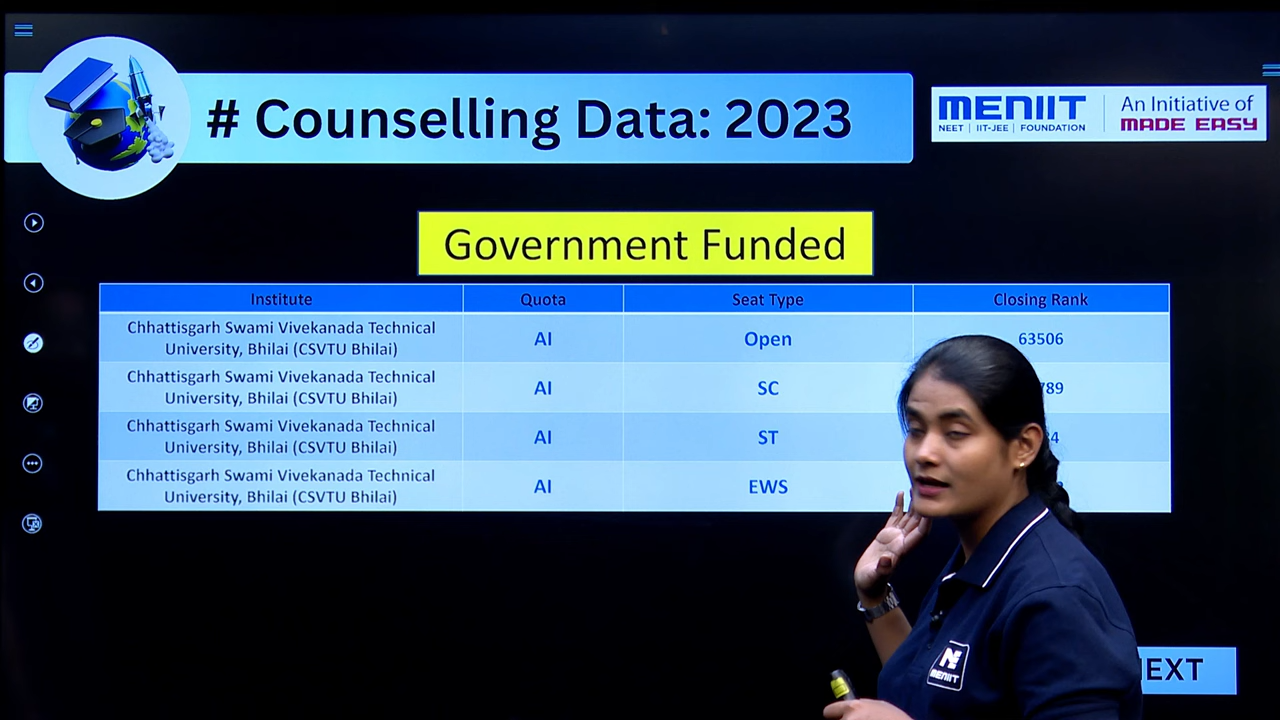 # Counselling Data: 2023
MENIIT
NEET | IIT-JEE | FOUNDATION
An Initiative of
MADE EASY
Government Funded
Institute Quota Seat Type Closing Rank
Chhattisgarh Swami Vivekanada Technical
University, Bhilai (CSVTU Bhilai) AI Open 63506
Chhattisgarh Swami Vivekanada Technical
University, Bhilai (CSVTU Bhilai) AI SC
Chhattisgarh Swami Vivekanada Technical
University, Bhilai (CSVTU Bhilai) AI ST
Chhattisgarh Swami Vivekanada Technical
University, Bhilai (CSVTU Bhilai) AI EWS
MENIIT